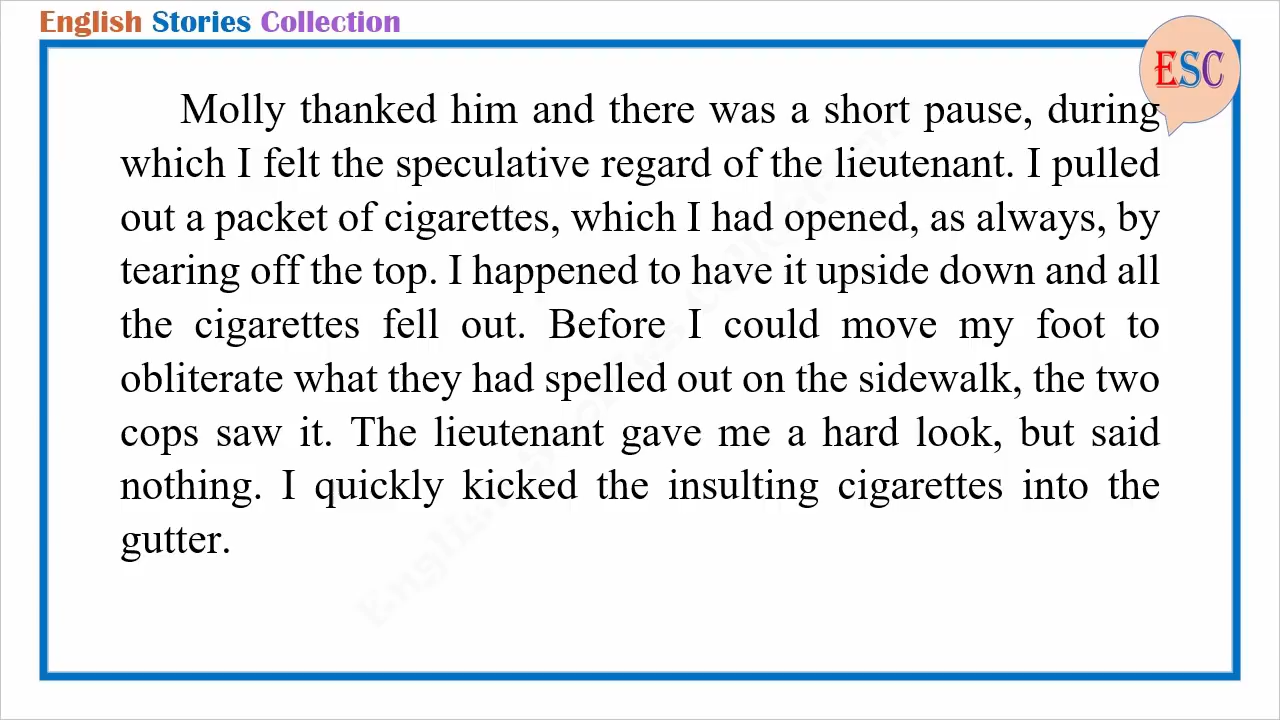 English Stories Collection
ESC
Molly thanked him and there was a short pause, during
which I felt the speculative regard of the lieutenant. I pulled
out a packet of cigarettes, which I had opened, as always, by
tearing off the top. I happened to have it upside down and all
the cigarettes fell out. Before I could move my foot to
obliterate what they had spelled out on the sidewalk, the two
cops saw it. The lieutenant gave me a hard look, but said
nothing. I quickly kicked the insulting cigarettes into the
gutter.